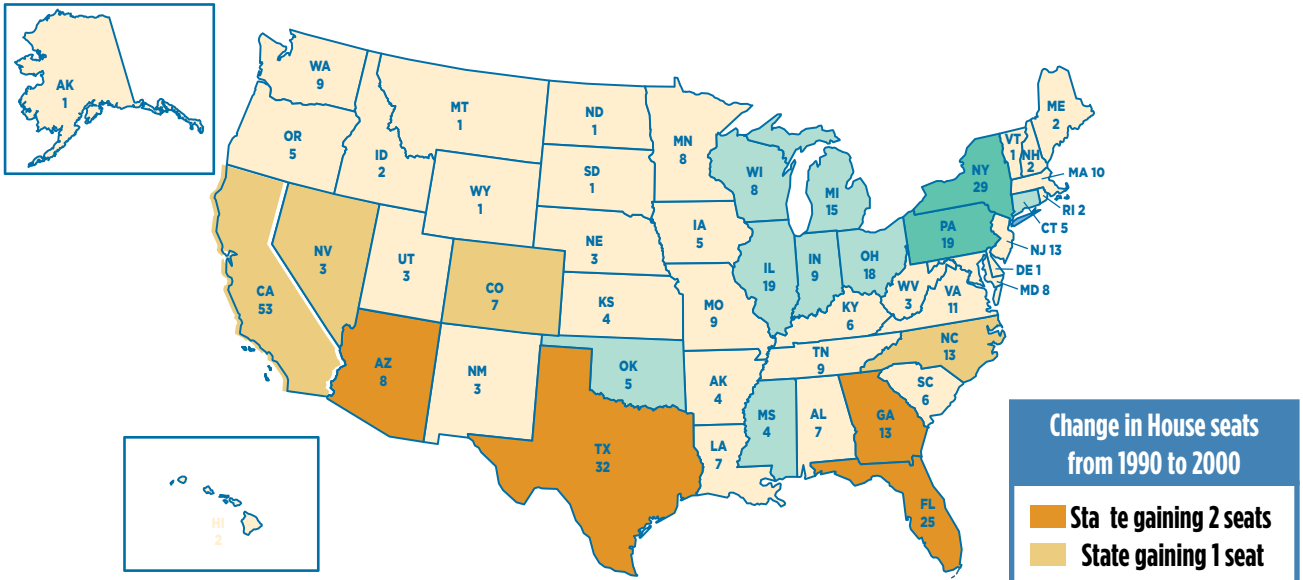 AK
1
WA
9
OR
5
ID
2
MT
1
ND
1
SD
1
WY
1
NE
3
MN
8
IA
5
WI
8
MI
15
IL
19
IN
9
OH
18
NY
29
PA
19
VT
1
NH
2
ME
2
MA 10
RI 2
CT 5
NJ 13
DE 1
MD 8
CA
53
NV
3
UT
3
CO
7
KS
4
MO
9
KY
6
WV
3
VA
11
NC
13
TN
9
SC
6
AZ
8
NM
3
OK
5
AK
4
TX
32
LA
7
MS
4
AL
7
GA
13
FL
25
HI
2
Change in House seats
from 1990 to 2000
Sta te gaining 2 seats
State gaining 1 seat